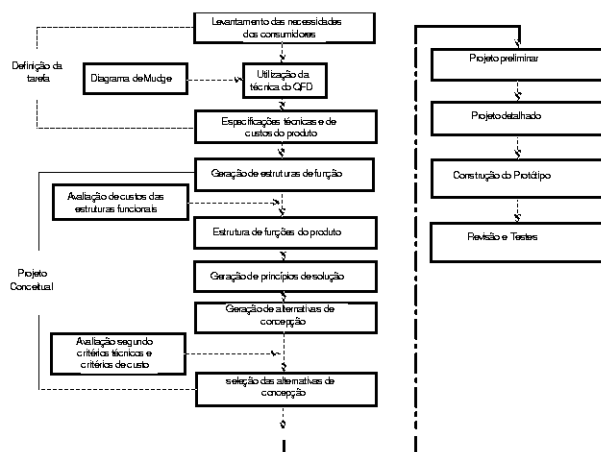 Levantamento das necessidades
dos consumidores
Definição da
tarefa
Diagrama de Mudge
Utilização da
técnica do QFD
Especificações técnicas e de
custos do produto
Geração de estruturas de função
Avaliação de custos das
estruturas funcionais
Estrutura de funções do produto
Projeto
Conceitual
Geração de princípios de solução
Geração de alternativas de
concepção
Avaliação segundo
critérios técnicos e
critérios de custo
seleção das alternativas de
concepção
Projeto preliminar
Projeto detalhado
Construção do Protótipo
Revisão e Testes